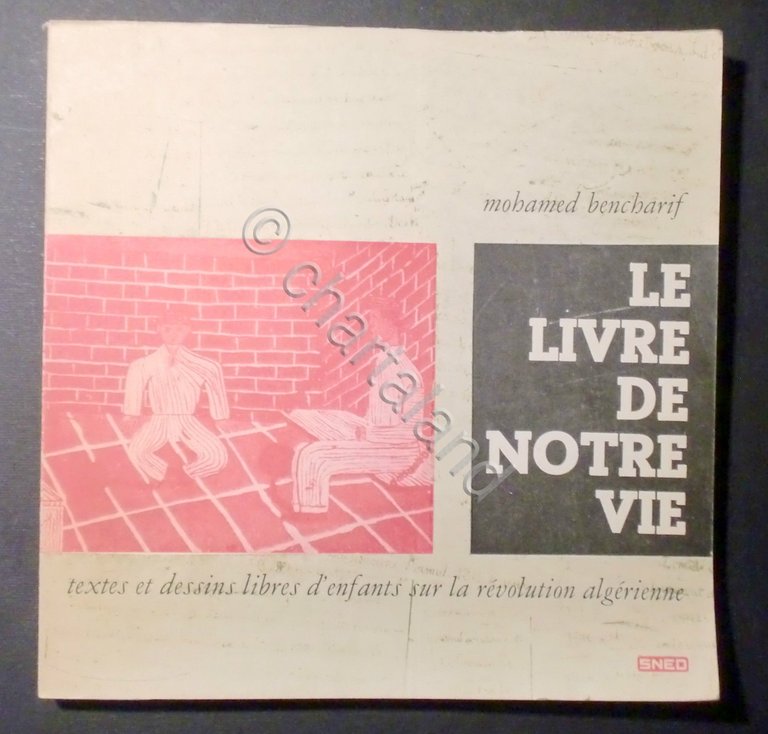 mohamed bencharif
LE
LIVRE
DE
NOTRE
VIE
textes et dessins libres d'enfants sur la révolution algérienne
SNED
© chartaland